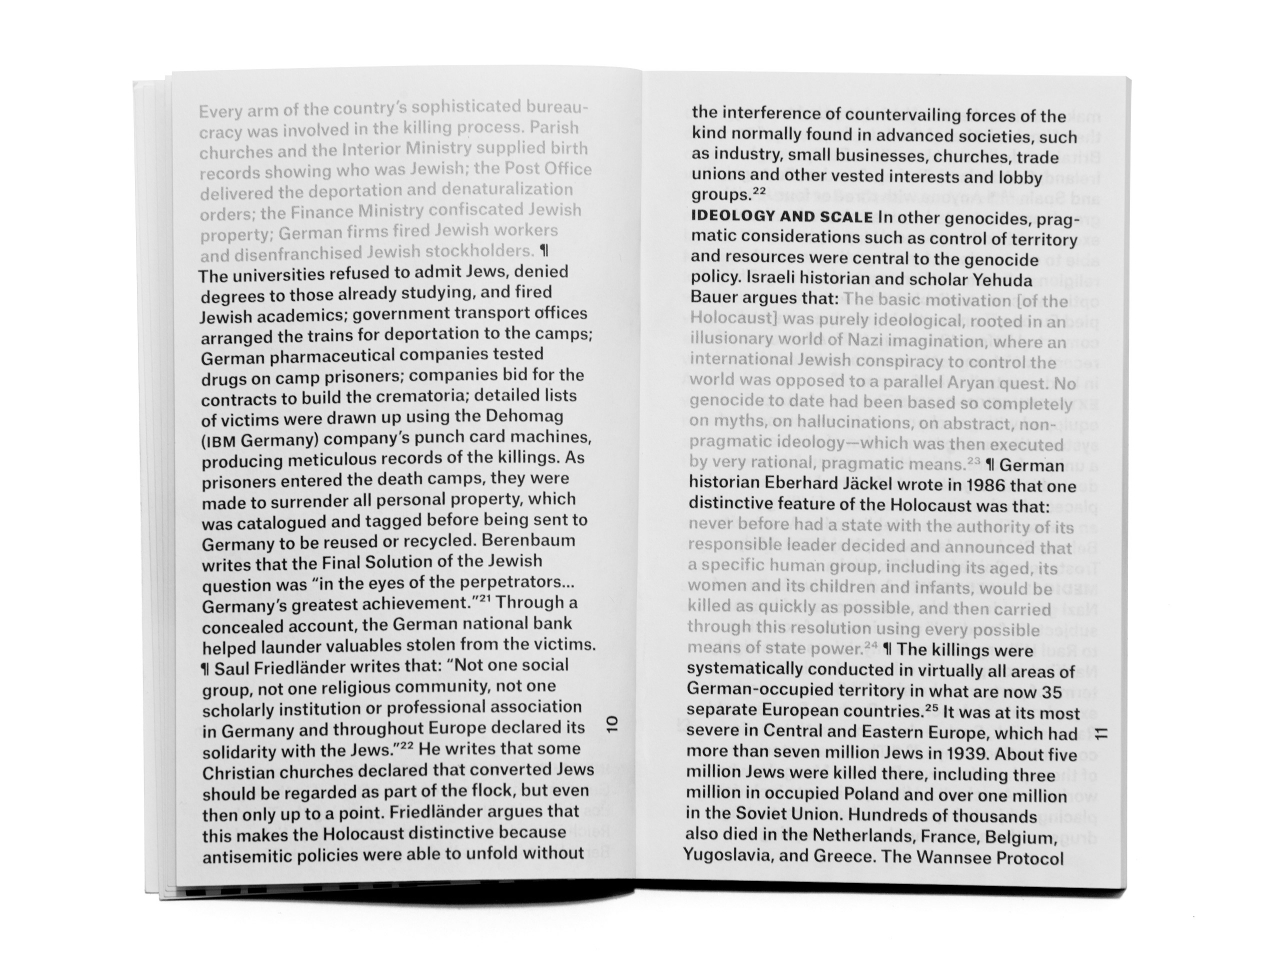 Every arm of the country's sophisticated bureau-
cracy was involved in the killing process. Parish
churches and the Interior Ministry supplied birth
records showing who was Jewish; the Post Office
delivered the deportation and denaturalization
orders; the Finance Ministry confiscated Jewish
property; German firms fired Jewish workers
and disenfranchised Jewish stockholders. ¶
The universities refused to admit Jews, denied
degrees to those already studying, and fired
Jewish academics; government transport offices
arranged the trains for deportation to the camps;
German pharmaceutical companies tested
drugs on camp prisoners; companies bid for the
contracts to build the crematoria; detailed lists
of victims were drawn up using the Dehomag
(IBM Germany) company's punch card machines,
producing meticulous records of the killings. As
prisoners entered the death camps, they were
made to surrender all personal property, which
was catalogued and tagged before being sent to
Germany to be reused or recycled. Berenbaum
writes that the Final Solution of the Jewish
question was “in the eyes of the perpetrators...
Germany's greatest achievement.”²¹ Through a
concealed account, the German national bank
helped launder valuables stolen from the victims.
¶ Saul Friedländer writes that: “Not one social
group, not one religious community, not one
scholarly institution or professional association
in Germany and throughout Europe declared its
solidarity with the Jews.”²² He writes that some
Christian churches declared that converted Jews
should be regarded as part of the flock, but even
then only up to a point. Friedländer argues that
this makes the Holocaust distinctive because
antisemitic policies were able to unfold without
10
the interference of countervailing forces of the
kind normally found in advanced societies, such
as industry, small businesses, churches, trade
unions and other vested interests and lobby
groups.²²
IDEOLOGY AND SCALE In other genocides, prag-
matic considerations such as control of territory
and resources were central to the genocide
policy. Israeli historian and scholar Yehuda
Bauer argues that: The basic motivation [of the
Holocaust] was purely ideological, rooted in an
illusionary world of Nazi imagination, where an
international Jewish conspiracy to control the
world was opposed to a parallel Aryan quest. No
genocide to date had been based so completely
on myths, on hallucinations, on abstract, non-
pragmatic ideology—which was then executed
by very rational, pragmatic means.²³ ¶ German
historian Eberhard Jäckel wrote in 1986 that one
distinctive feature of the Holocaust was that:
never before had a state with the authority of its
responsible leader decided and announced that
a specific human group, including its aged, its
women and its children and infants, would be
killed as quickly as possible, and then carried
through this resolution using every possible
means of state power.²⁴ ¶ The killings were
systematically conducted in virtually all areas of
German-occupied territory in what are now 35
separate European countries.²⁵ It was at its most
severe in Central and Eastern Europe, which had
more than seven million Jews in 1939. About five
million Jews were killed there, including three
million in occupied Poland and over one million
in the Soviet Union. Hundreds of thousands
also died in the Netherlands, France, Belgium,
Yugoslavia, and Greece. The Wannsee Protocol
11